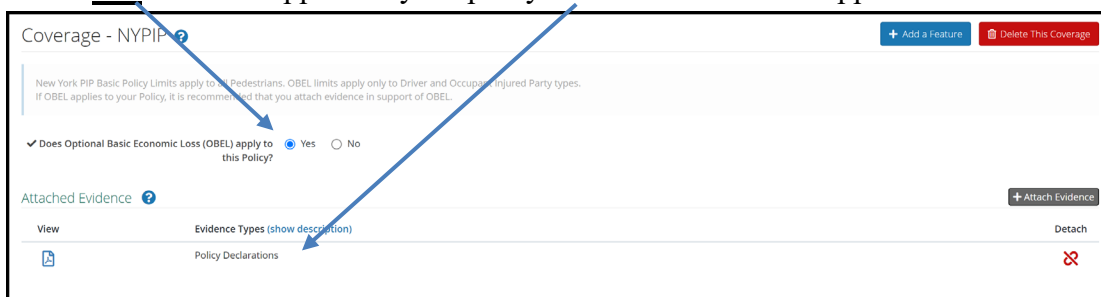 Coverage - NYPIP ?
+ Add a Feature
Delete This Coverage
New York PIP Basic Policy Limits apply to all Pedestrians. OBEL limits apply only to Driver and Occupant Injured Party types.
If OBEL applies to your Policy, it is recommended that you attach evidence in support of OBEL.
✔ Does Optional Basic Economic Loss (OBEL) apply to this Policy?
Yes No
Attached Evidence ?
+ Attach Evidence
View Evidence Types (show description) Detach
Policy Declarations